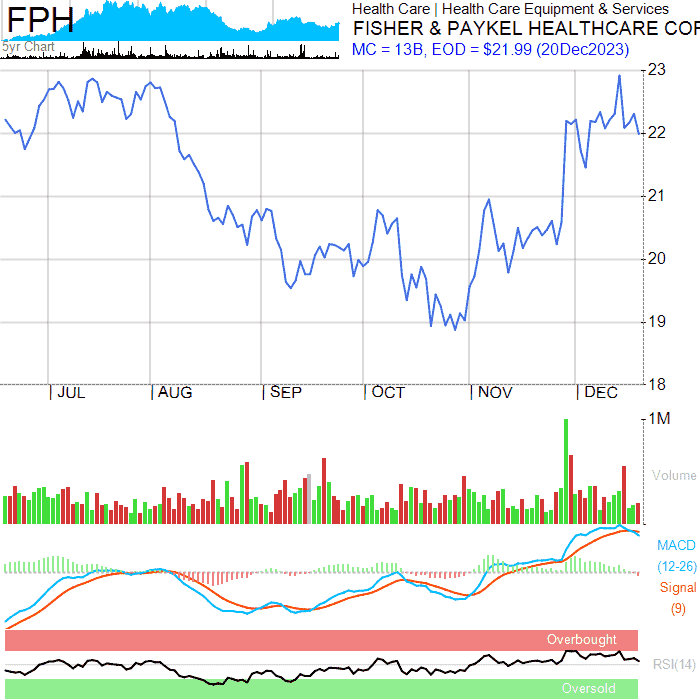 FPH
5yr Chart
Health Care | Health Care Equipment & Services
FISHER & PAYKEL HEALTHCARE COR
MC = 13B, EOD = $21.99 (20Dec2023)
23
22
21
20
19
18
JUL AUG SEP OCT NOV DEC
1M
Volume
MACD
(12-26)
Signal
(9)
Overbought
RSI(14)
Oversold